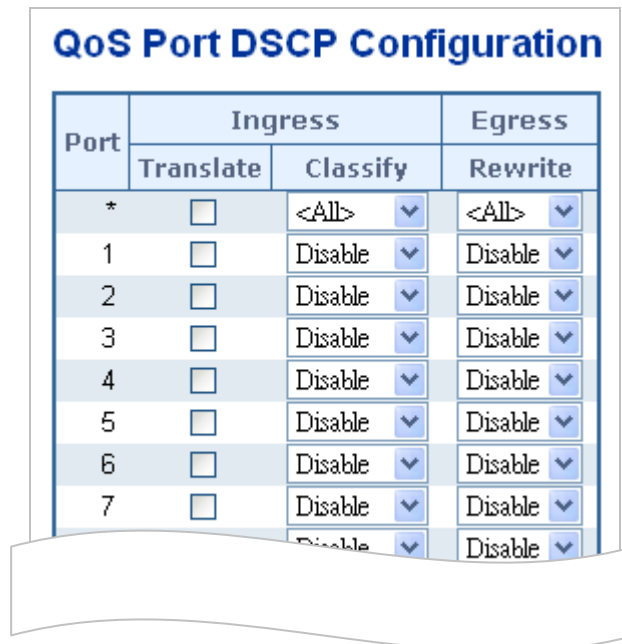 QoS Port DSCP Configuration
Port Ingress Egress
Translate Classify Rewrite
* <All> <All>
1 Disable Disable
2 Disable Disable
3 Disable Disable
4 Disable Disable
5 Disable Disable
6 Disable Disable
7 Disable Disable
Disable Disable